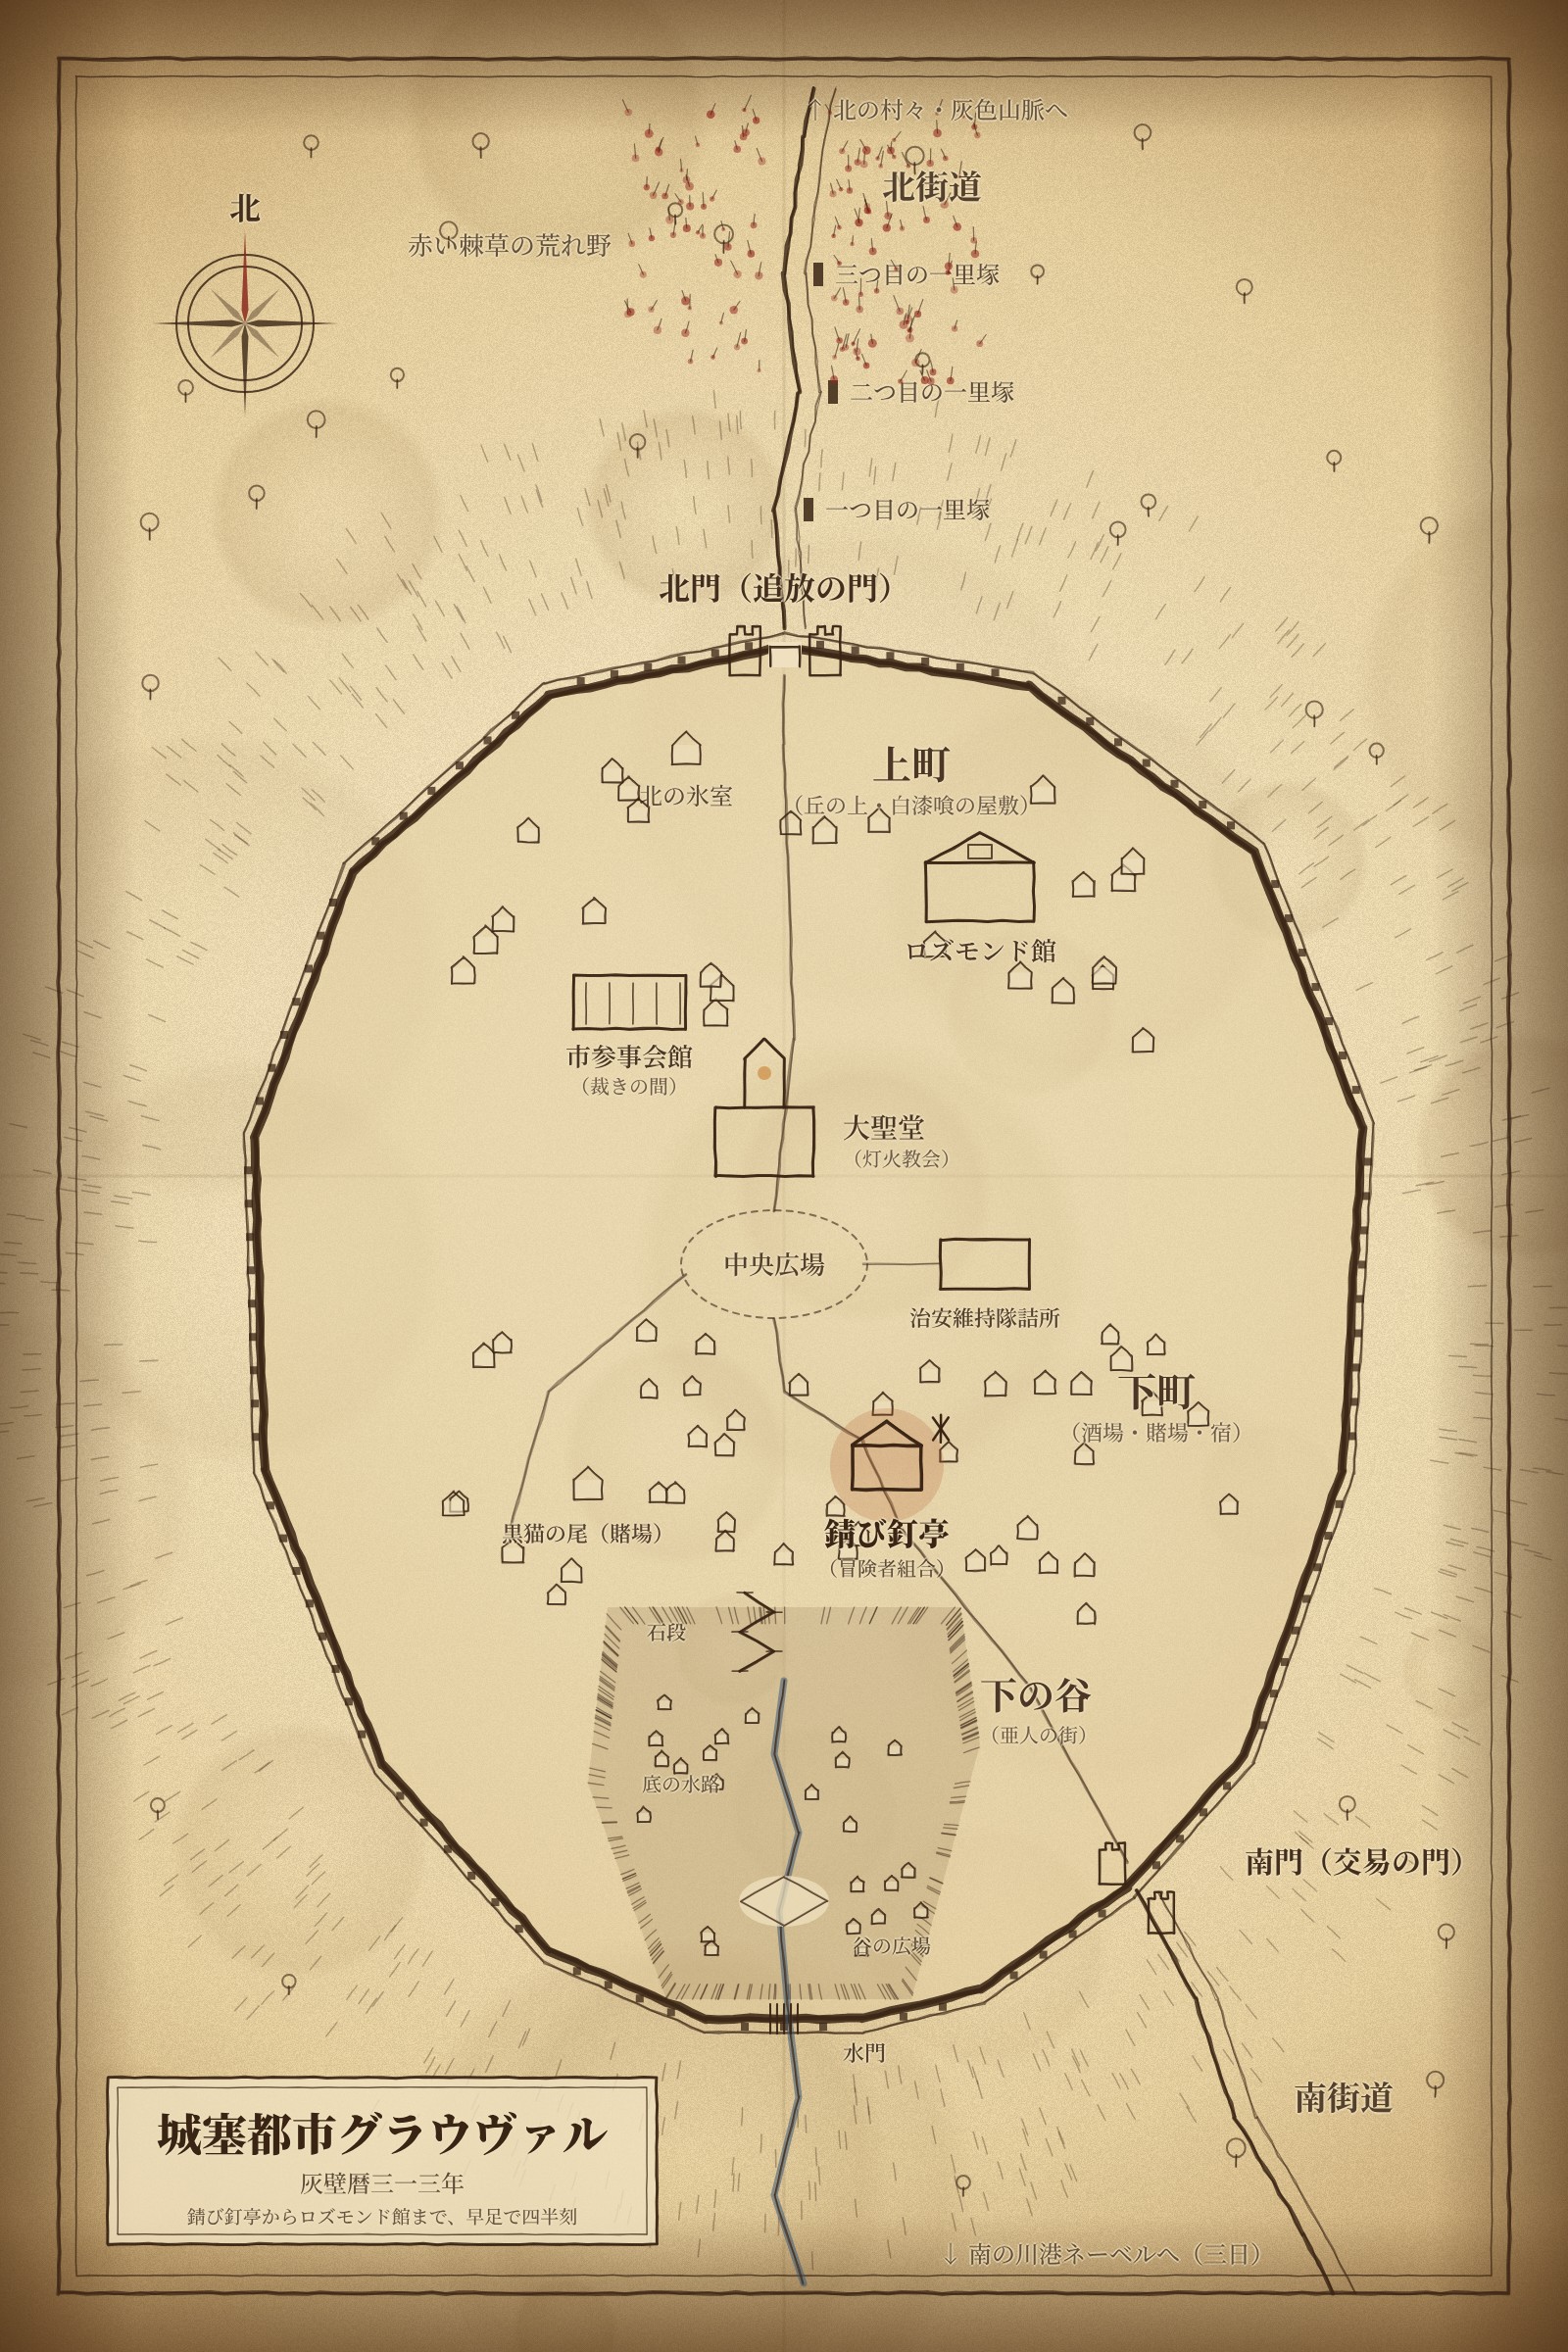 ↑ 北の村々・灰色山脈へ
北街道
北
赤い棘草の荒れ野
三つ目の一里塚
二つ目の一里塚
一つ目の一里塚
北門（追放の門）
上町
（丘の上・白漆喰の屋敷）
北の氷室
ロズモンド館
市参事会館
（裁きの間）
大聖堂
（灯火教会）
中央広場
治安維持隊詰所
下町
（酒場・賭場・宿）
黒猫の尾（賭場）
錆び釘亭
（冒険者組合）
石段
下の谷
（亜人の街）
底の水路
南門（交易の門）
谷の広場
水門
南街道
城塞都市グラウヴァル
灰壁暦三一三年
錆び釘亭からロズモンド館まで、早足で四半刻
↓ 南の川港ネーベルへ（三日）